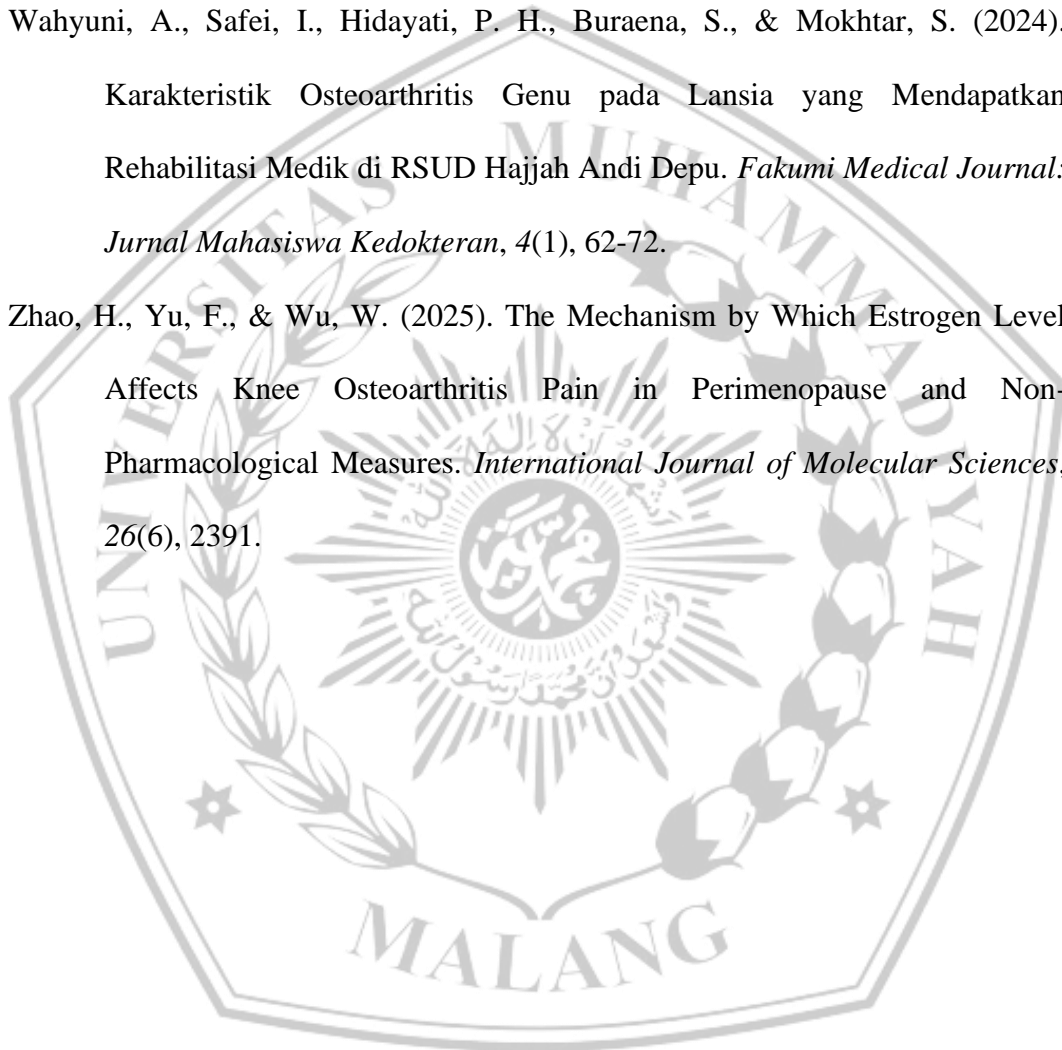 Wahyuni, A., Safei, I., Hidayati, P. H., Buraena, S., & Mokhtar, S. (2024).
Karakteristik Osteoarthritis Genu pada Lansia yang Mendapatkan
Rehabilitasi Medik di RSUD Hajjah Andi Depu. Fakumi Medical Journal:
Jurnal Mahasiswa Kedokteran, 4(1), 62-72.
Zhao, H., Yu, F., & Wu, W. (2025). The Mechanism by Which Estrogen Level
Affects Knee Osteoarthritis Pain in Perimenopause and Non-
Pharmacological Measures. International Journal of Molecular Sciences,
26(6), 2391.
UNIVERSITAS MUHAMMADIYAH
MALANG